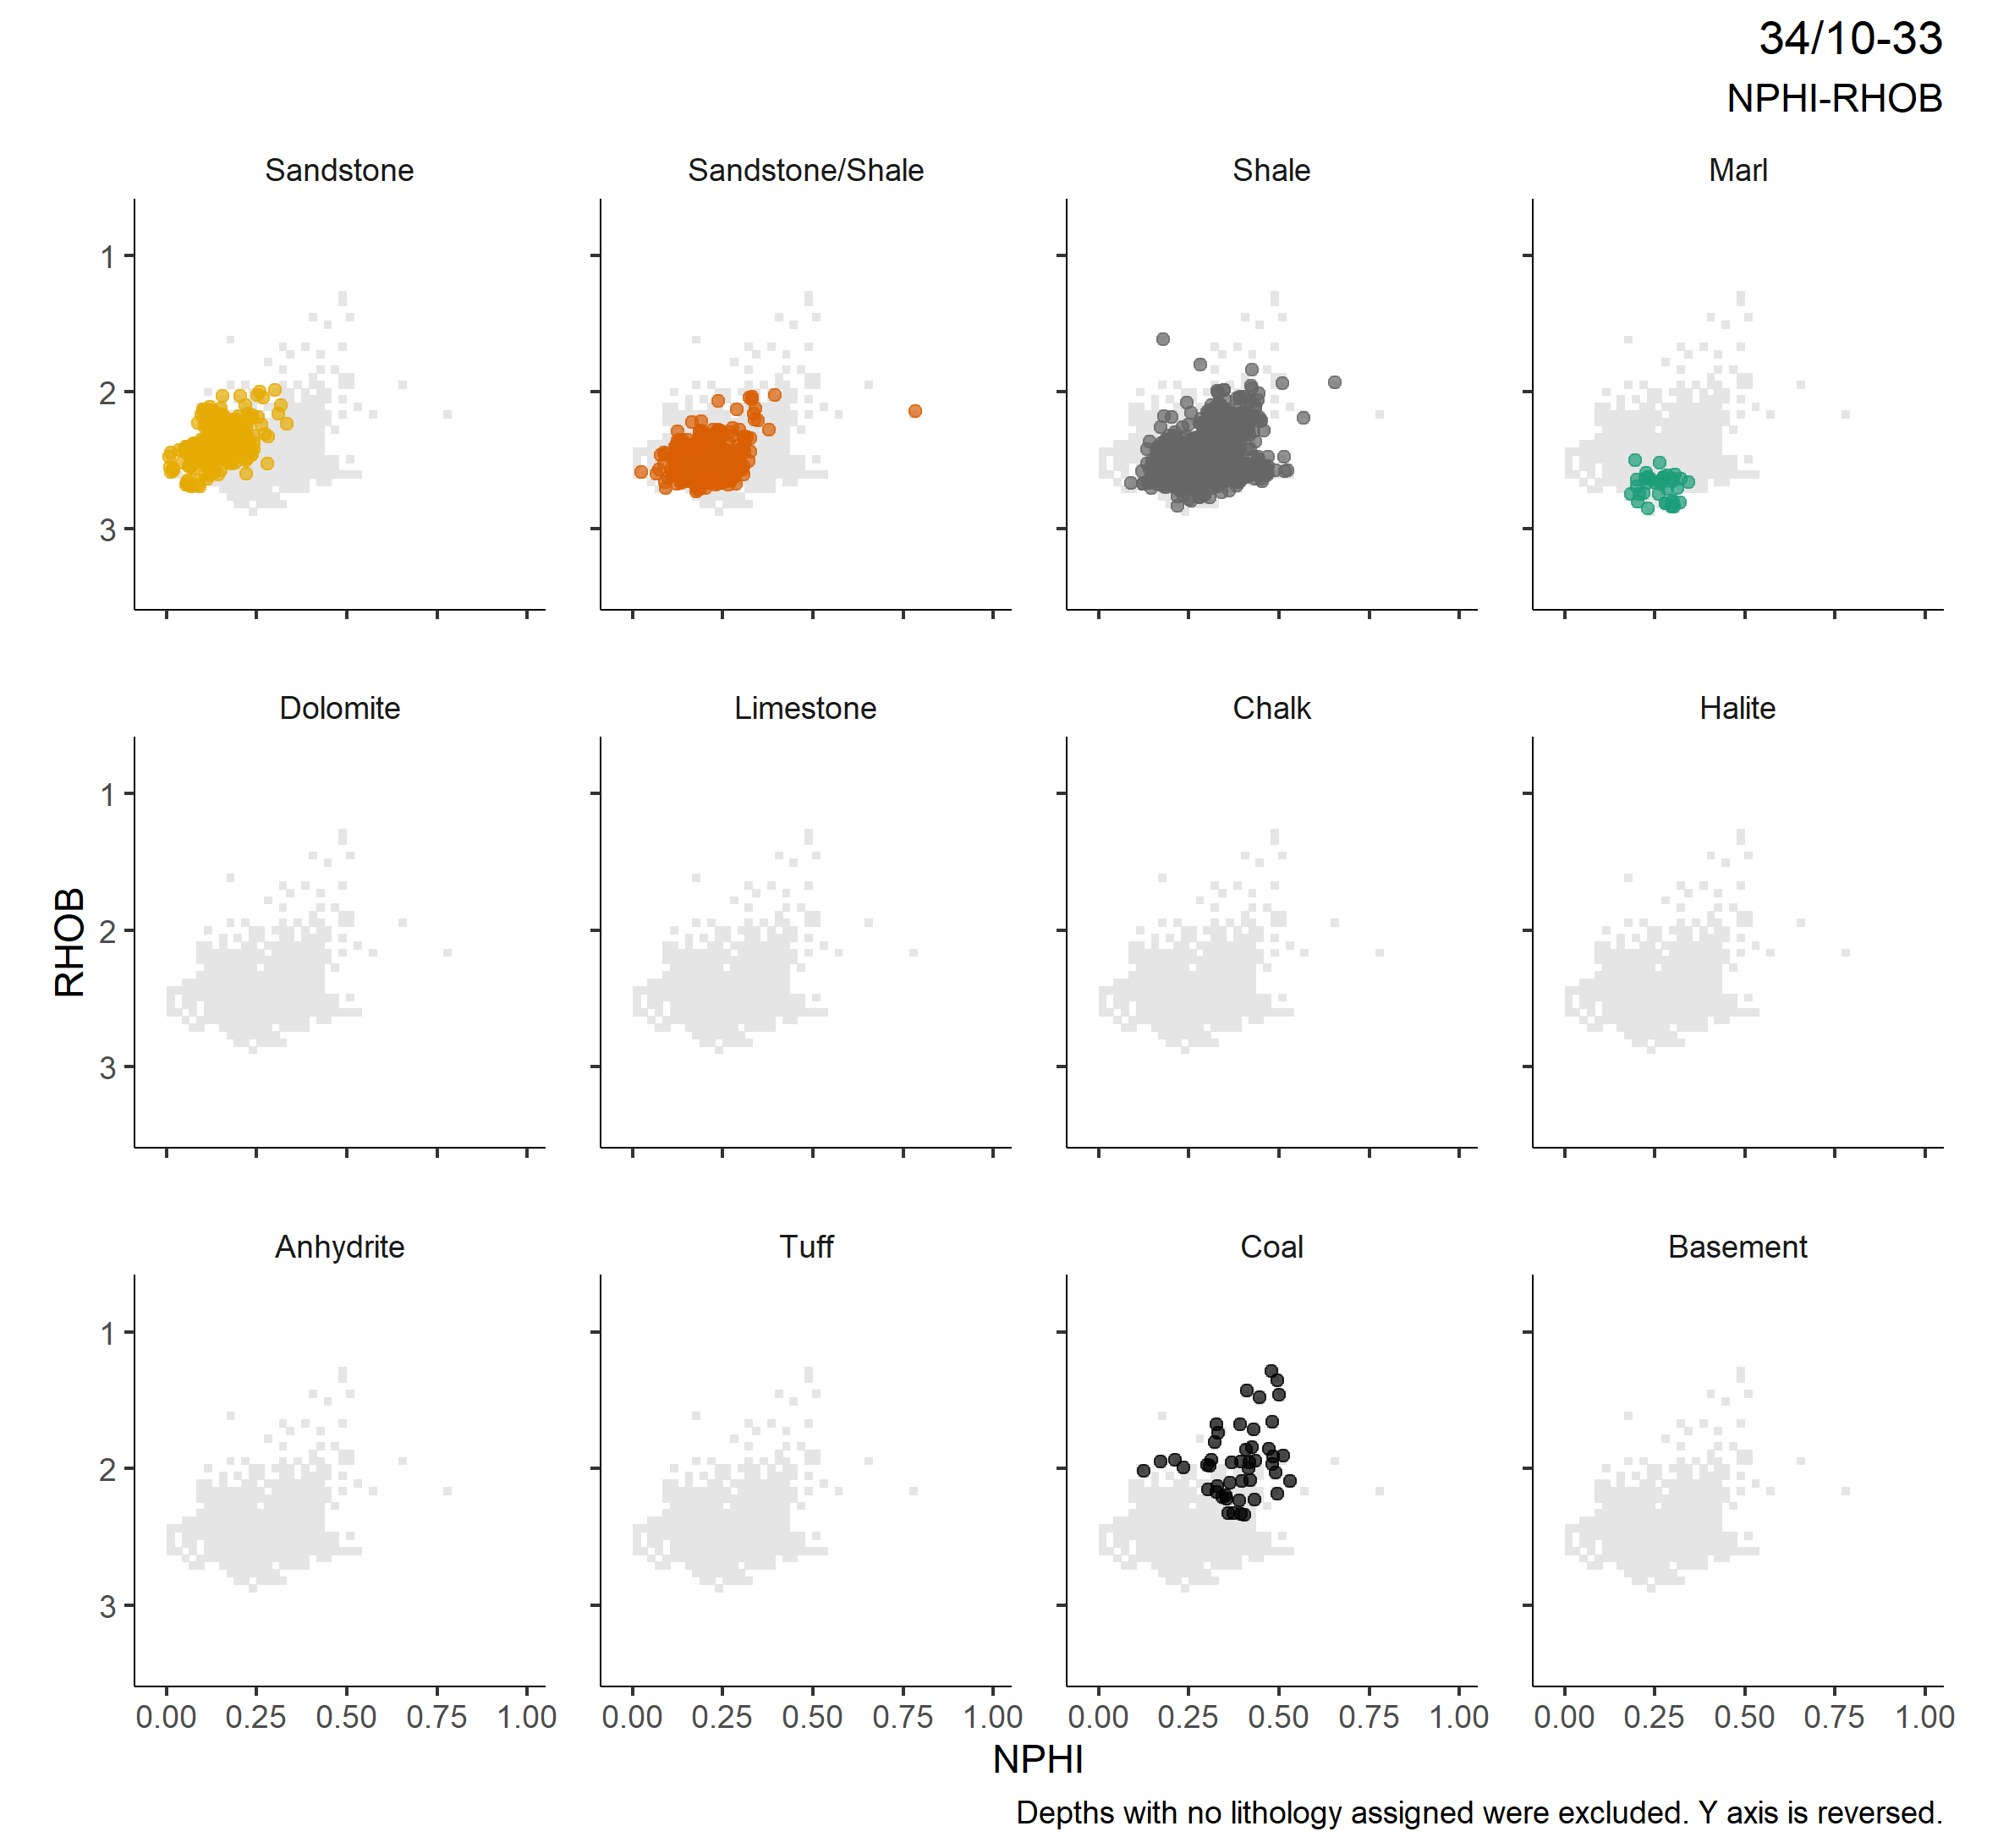 34/10-33
NPHI-RHOB
Sandstone
Sandstone/Shale
Shale
Marl
1
2
3
Dolomite
Limestone
Chalk
Halite
1
2
3
RHOB
Anhydrite
Tuff
Coal
Basement
1
2
3
0.00 0.25 0.50 0.75 1.00
0.00 0.25 0.50 0.75 1.00
0.00 0.25 0.50 0.75 1.00
0.00 0.25 0.50 0.75 1.00
NPHI
Depths with no lithology assigned were excluded. Y axis is reversed.